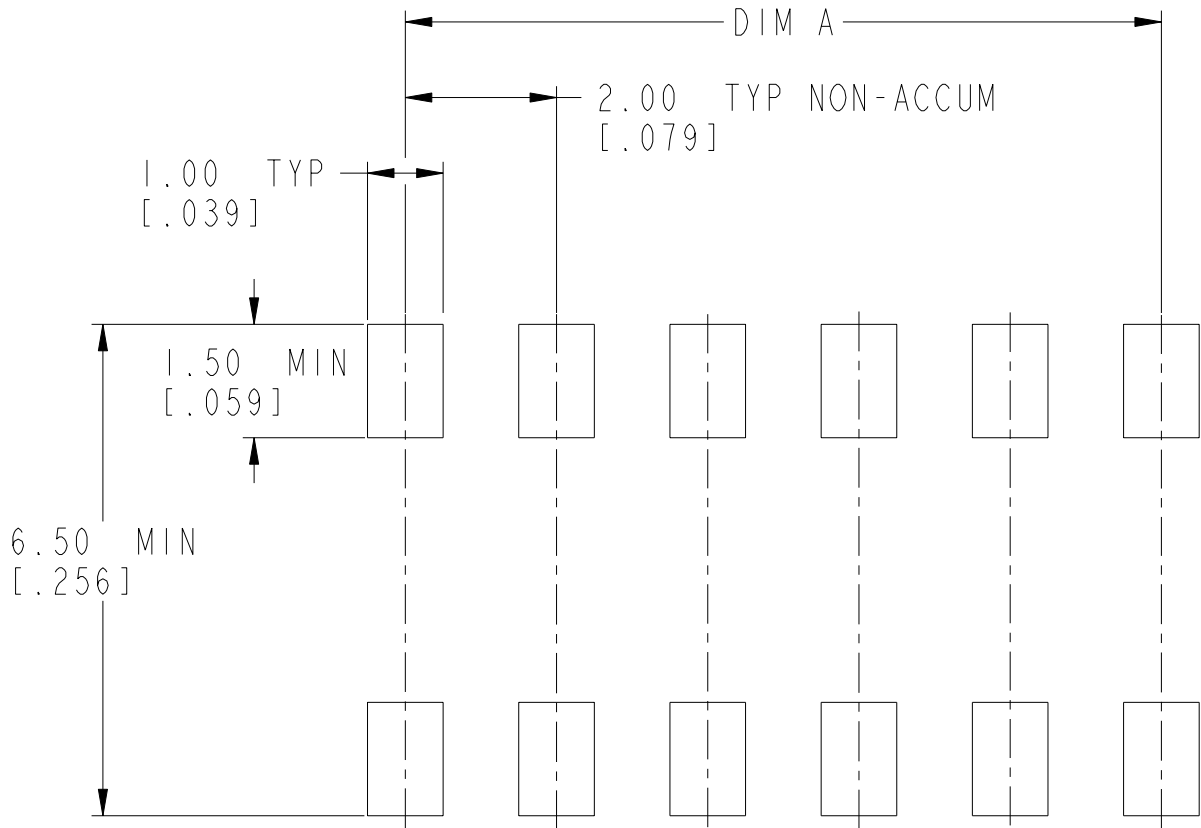 DIM A
2.00 TYP NON-ACCUM
[.079]
1.00 TYP
[.039]
1.50 MIN
[.059]
6.50 MIN
[.256]